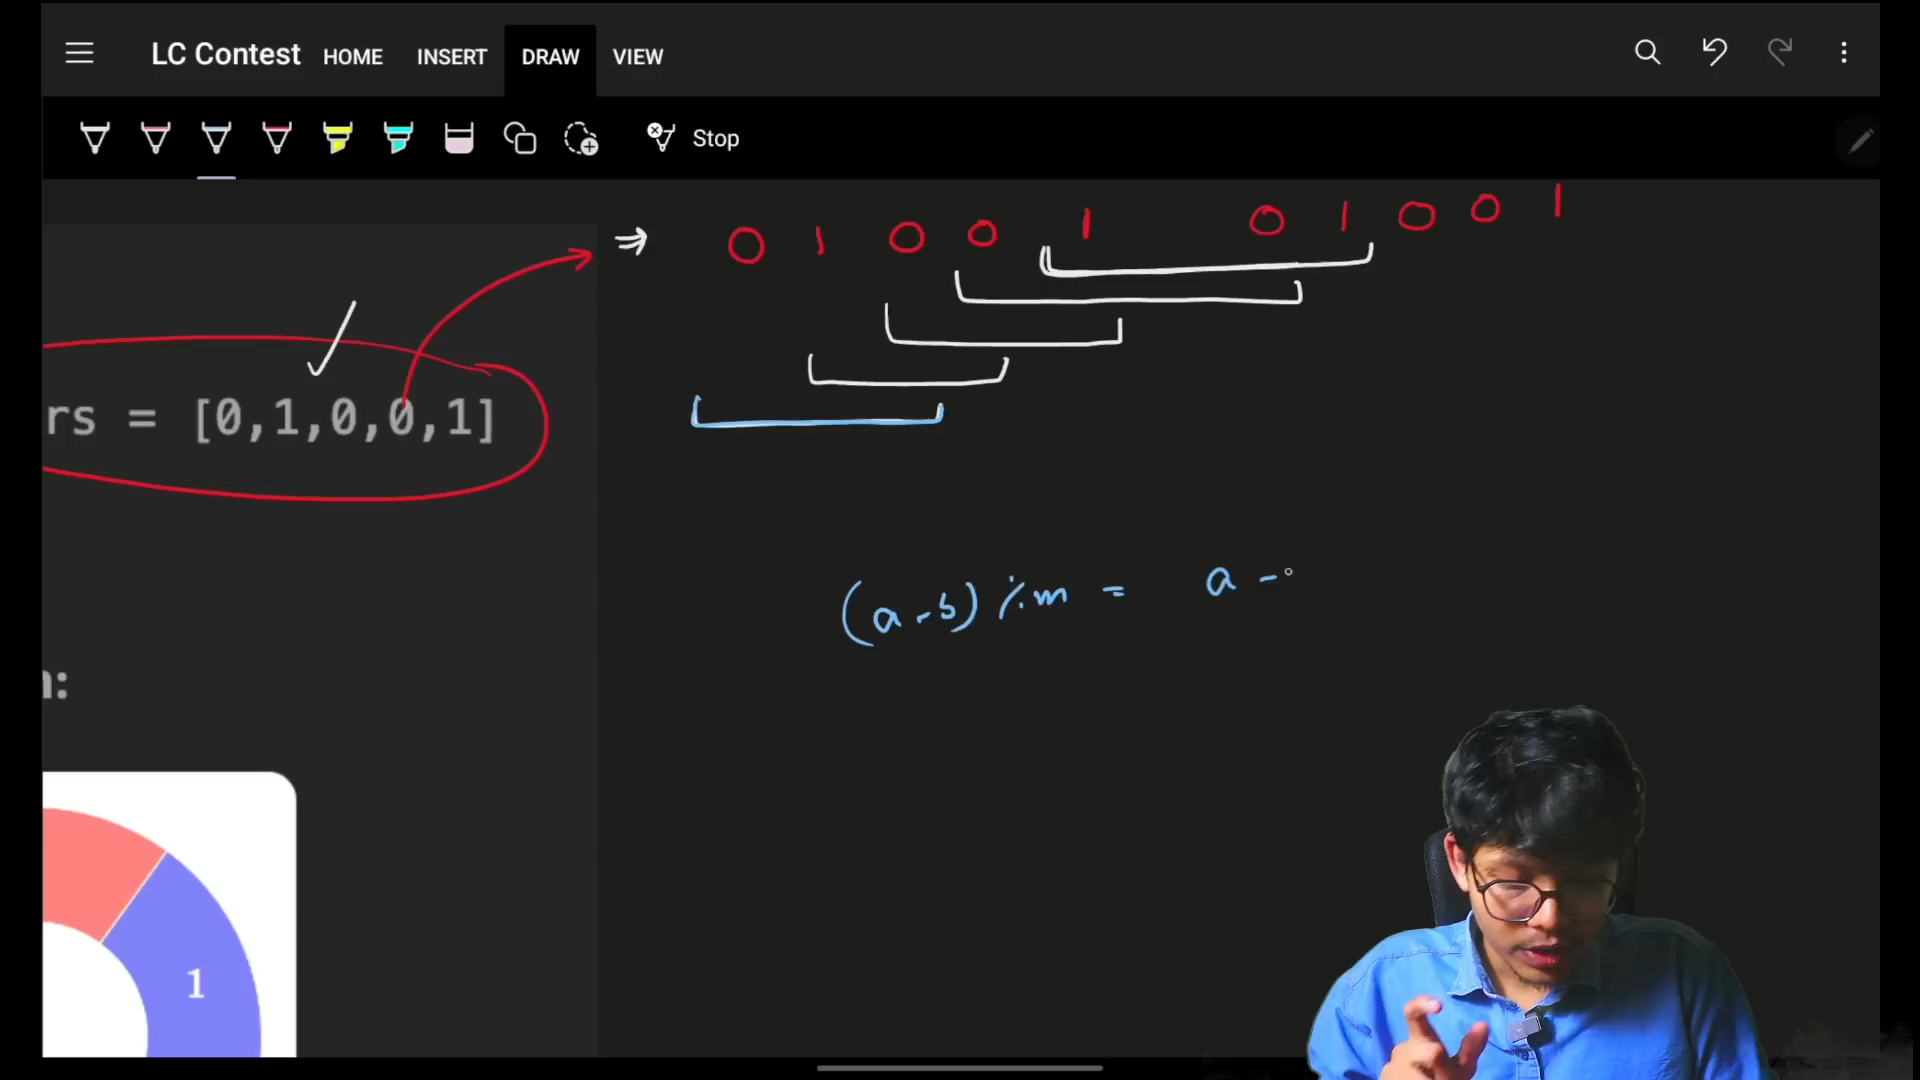 LC Contest HOME INSERT DRAW VIEW
Stop
⇒ 0 1 0 0 1 0 1 0 0 1
rs = [0,1,0,0,1]
(a-b) % m = a -
:
1